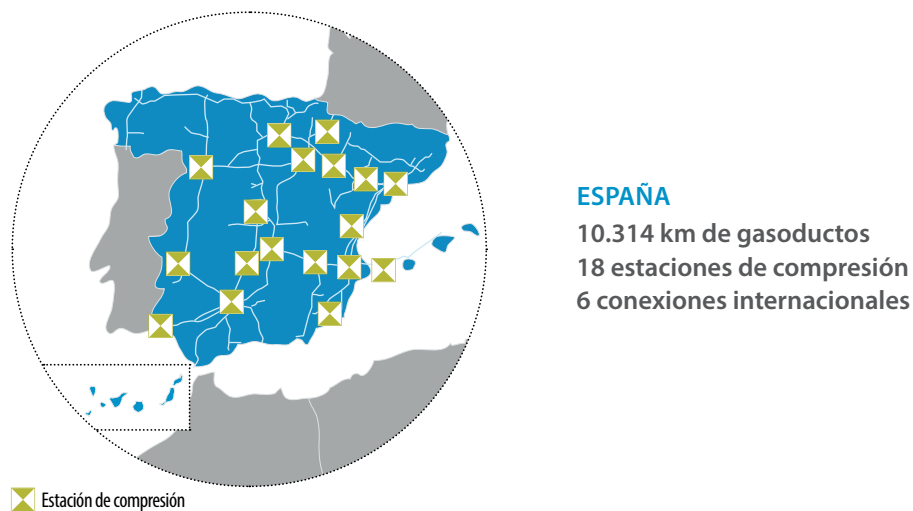 ESPAÑA
10.314 km de gasoductos
18 estaciones de compresión
6 conexiones internacionales
Estación de compresión